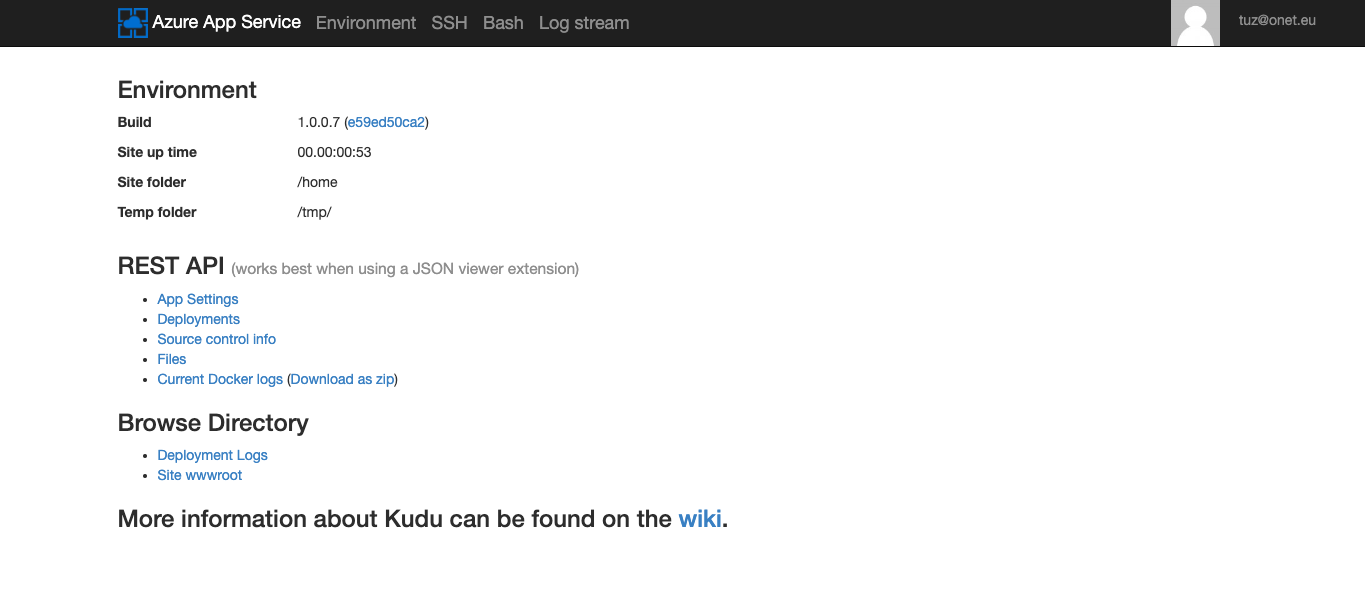 Azure App Service Environment SSH Bash Log stream tuz@onet.eu
Environment
Build 1.0.0.7 (e59ed50ca2)
Site up time 00.00:00:53
Site folder /home
Temp folder /tmp/
REST API (works best when using a JSON viewer extension)
• App Settings
• Deployments
• Source control info
• Files
• Current Docker logs (Download as zip)
Browse Directory
• Deployment Logs
• Site wwwroot
More information about Kudu can be found on the wiki.